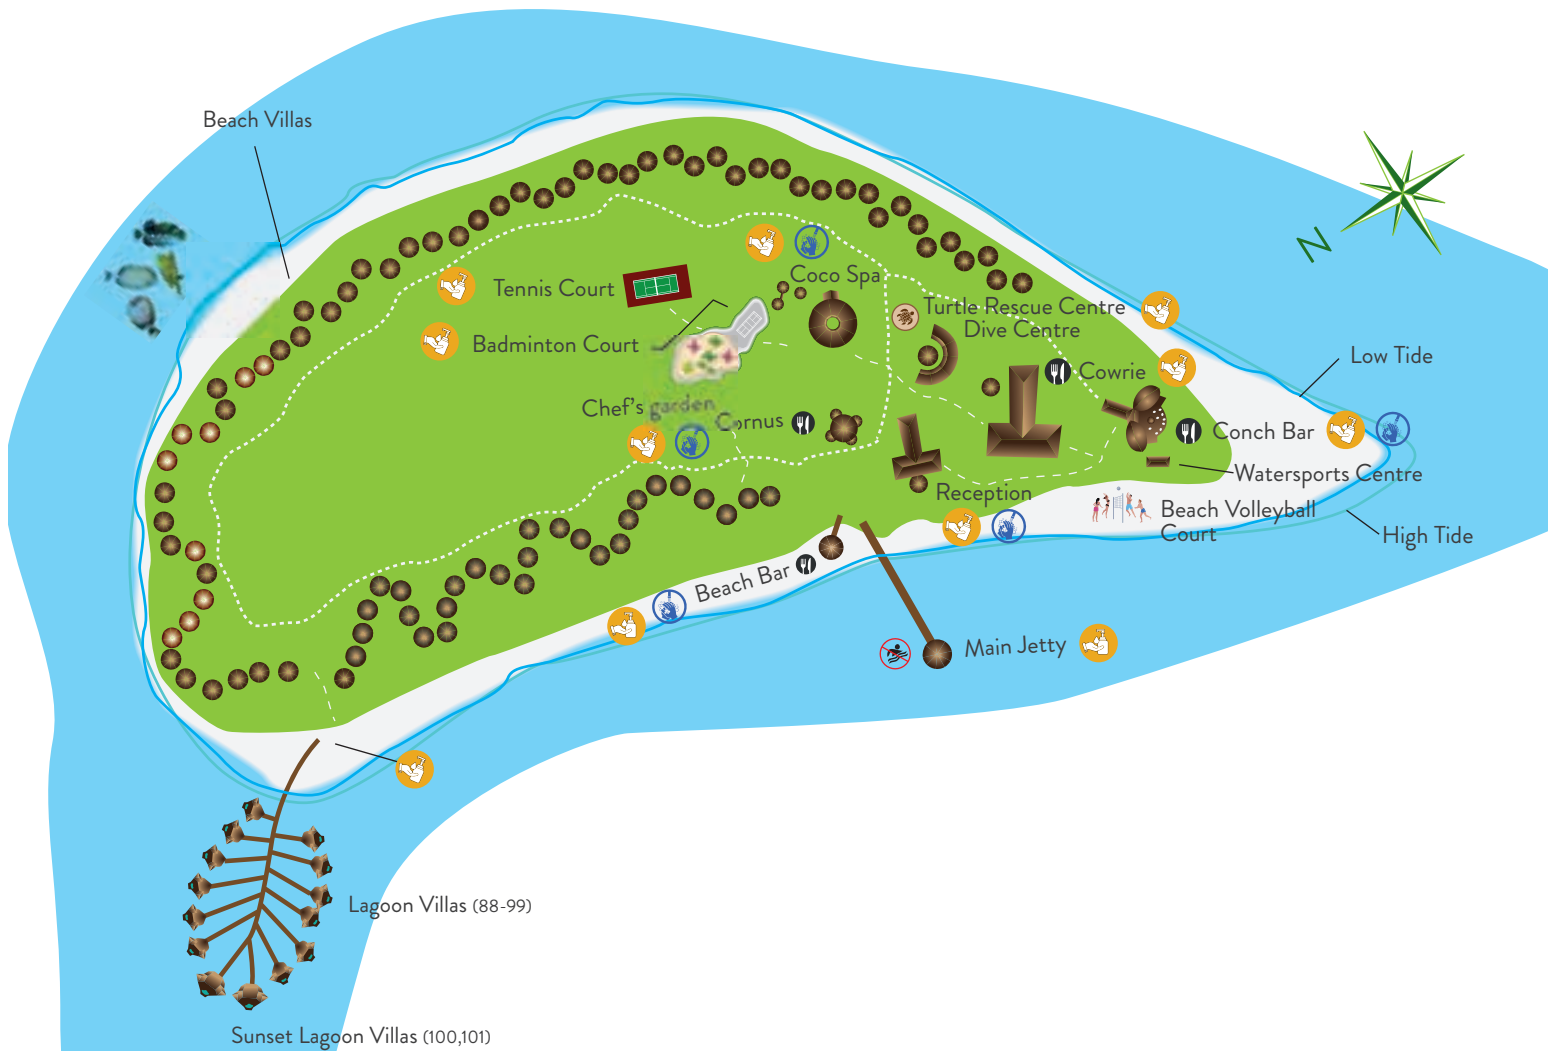 Beach Villas
N
Tennis Court
Coco Spa
Turtle Rescue Centre
Dive Centre
Badminton Court
Low Tide
Cowrie
Chef's garden
Cornus
Conch Bar
Watersports Centre
Reception
Beach Volleyball
Court
High Tide
Beach Bar
Main Jetty
Lagoon Villas (88-99)
Sunset Lagoon Villas (100,101)